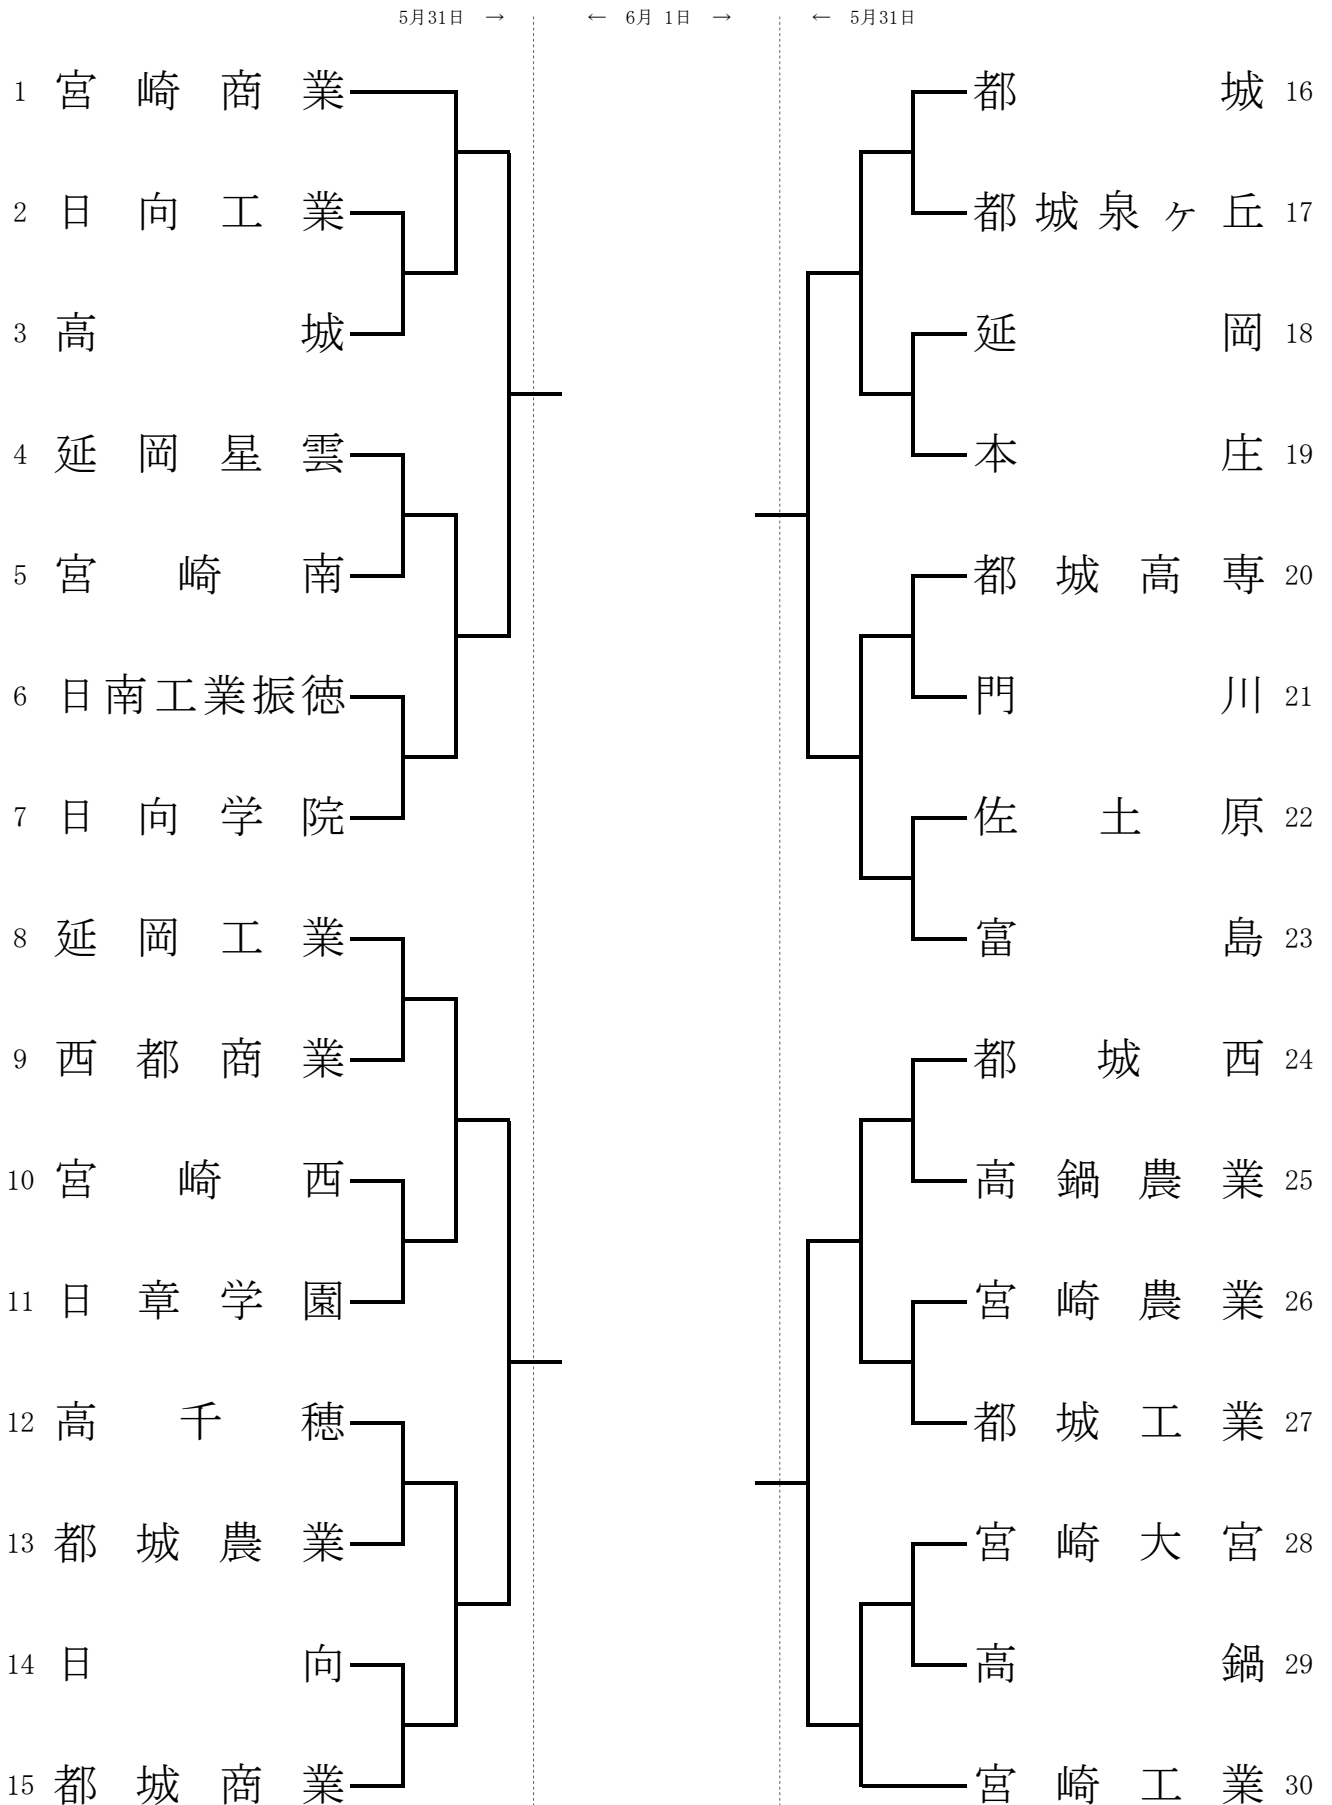 5月31日 → ← 6月 1日 → ← 5月31日
1 宮崎商業
2 日向工業
3 高城
4 延岡星雲
5 宮崎南
6 日南工業振徳
7 日向学院
8 延岡工業
9 西都商業
10 宮崎西
11 日章学園
12 高千穂
13 都城農業
14 日向
15 都城商業
都城 16
都城泉ヶ丘 17
延岡 18
本庄 19
都城高専 20
門川 21
佐土原 22
富島 23
都城西 24
高鍋農業 25
宮崎農業 26
都城工業 27
宮崎大宮 28
高鍋 29
宮崎工業 30